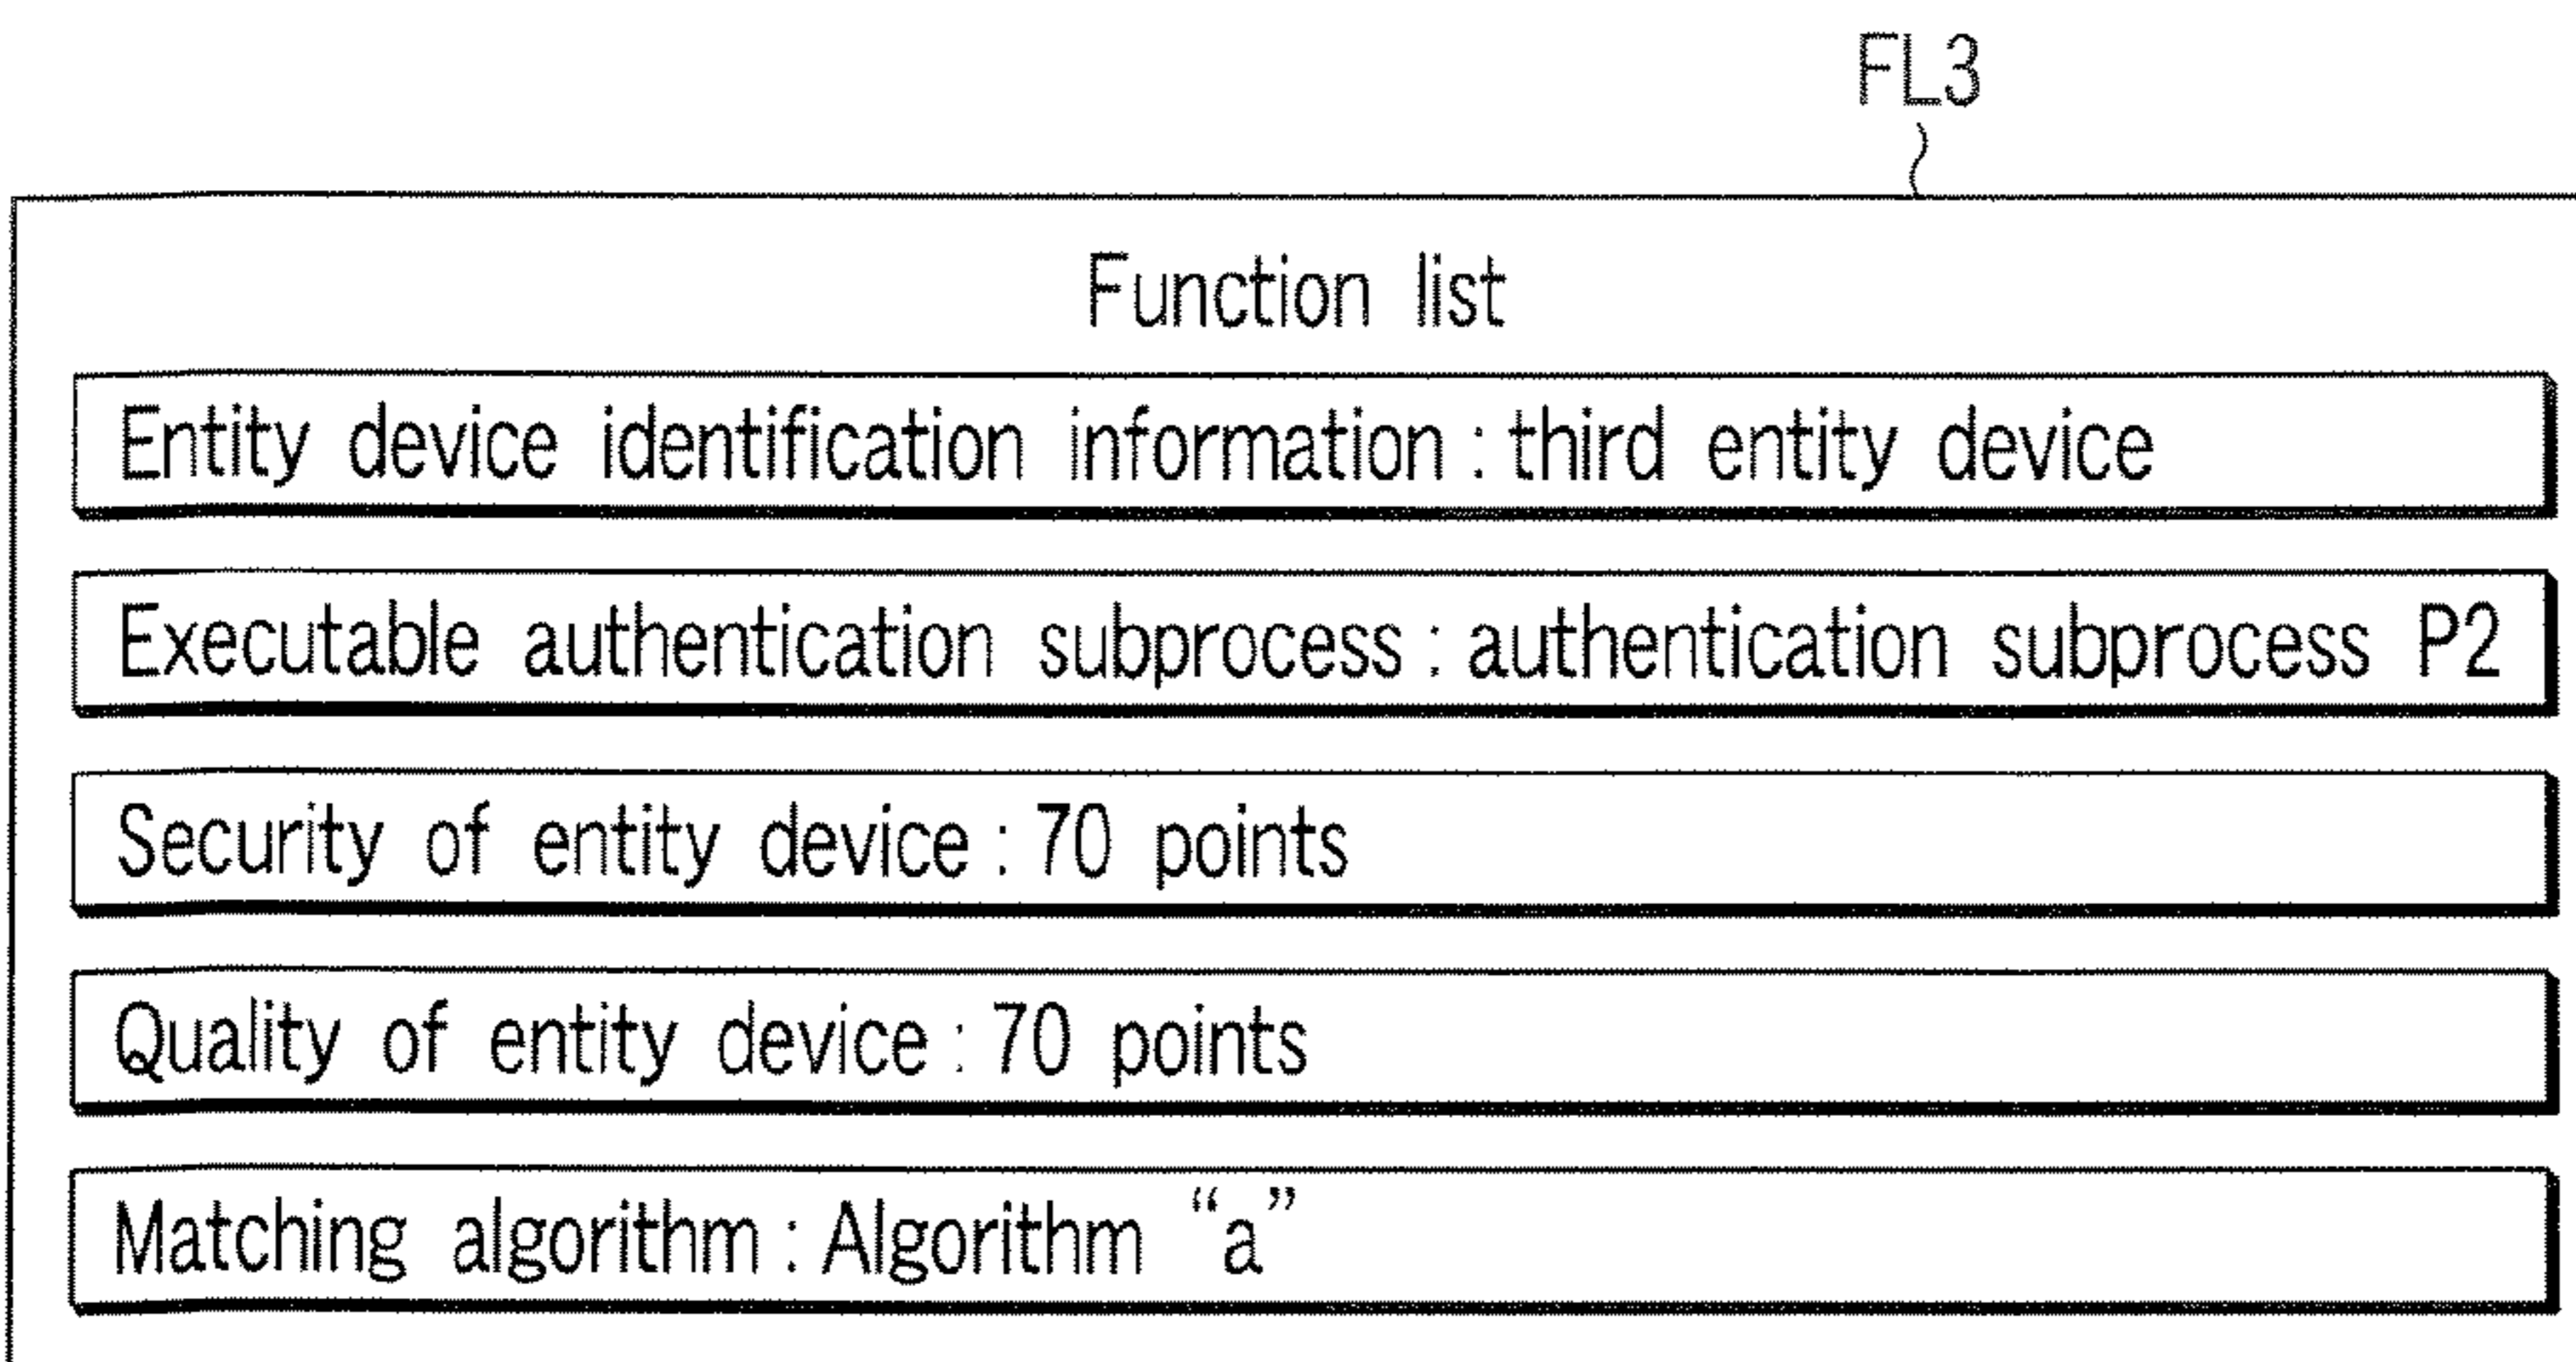 FL3
Function list
Entity device identification information : third entity device
Executable authentication subprocess : authentication subprocess P2
Security of entity device : 70 points
Quality of entity device : 70 points
Matching algorithm : Algorithm “a”